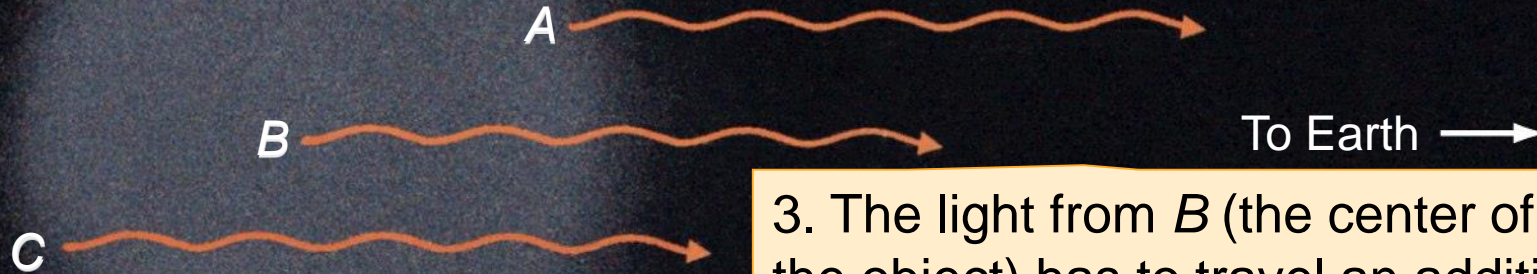 A
B
To Earth
3. The light from B (the center of
the object) has to travel an additi
C